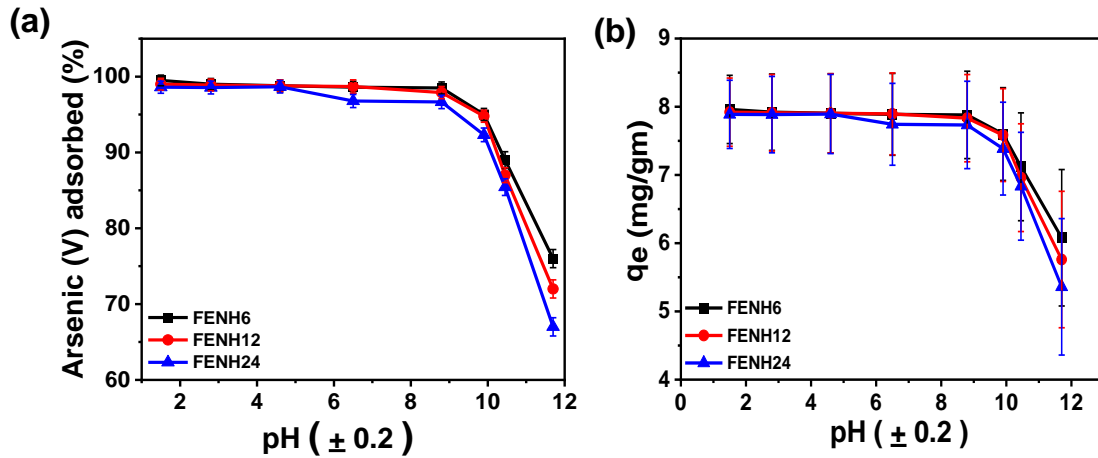 (a)
Arsenic (V) adsorbed (%)
100
90
80
70
60
FENH6
FENH12
FENH24
2 4 6 8 10 12
pH ( ± 0.2 )
(b)
qe (mg/gm)
9
8
7
6
5
4
FENH6
FENH12
FENH24
0 2 4 6 8 10 12
pH ( ± 0.2 )